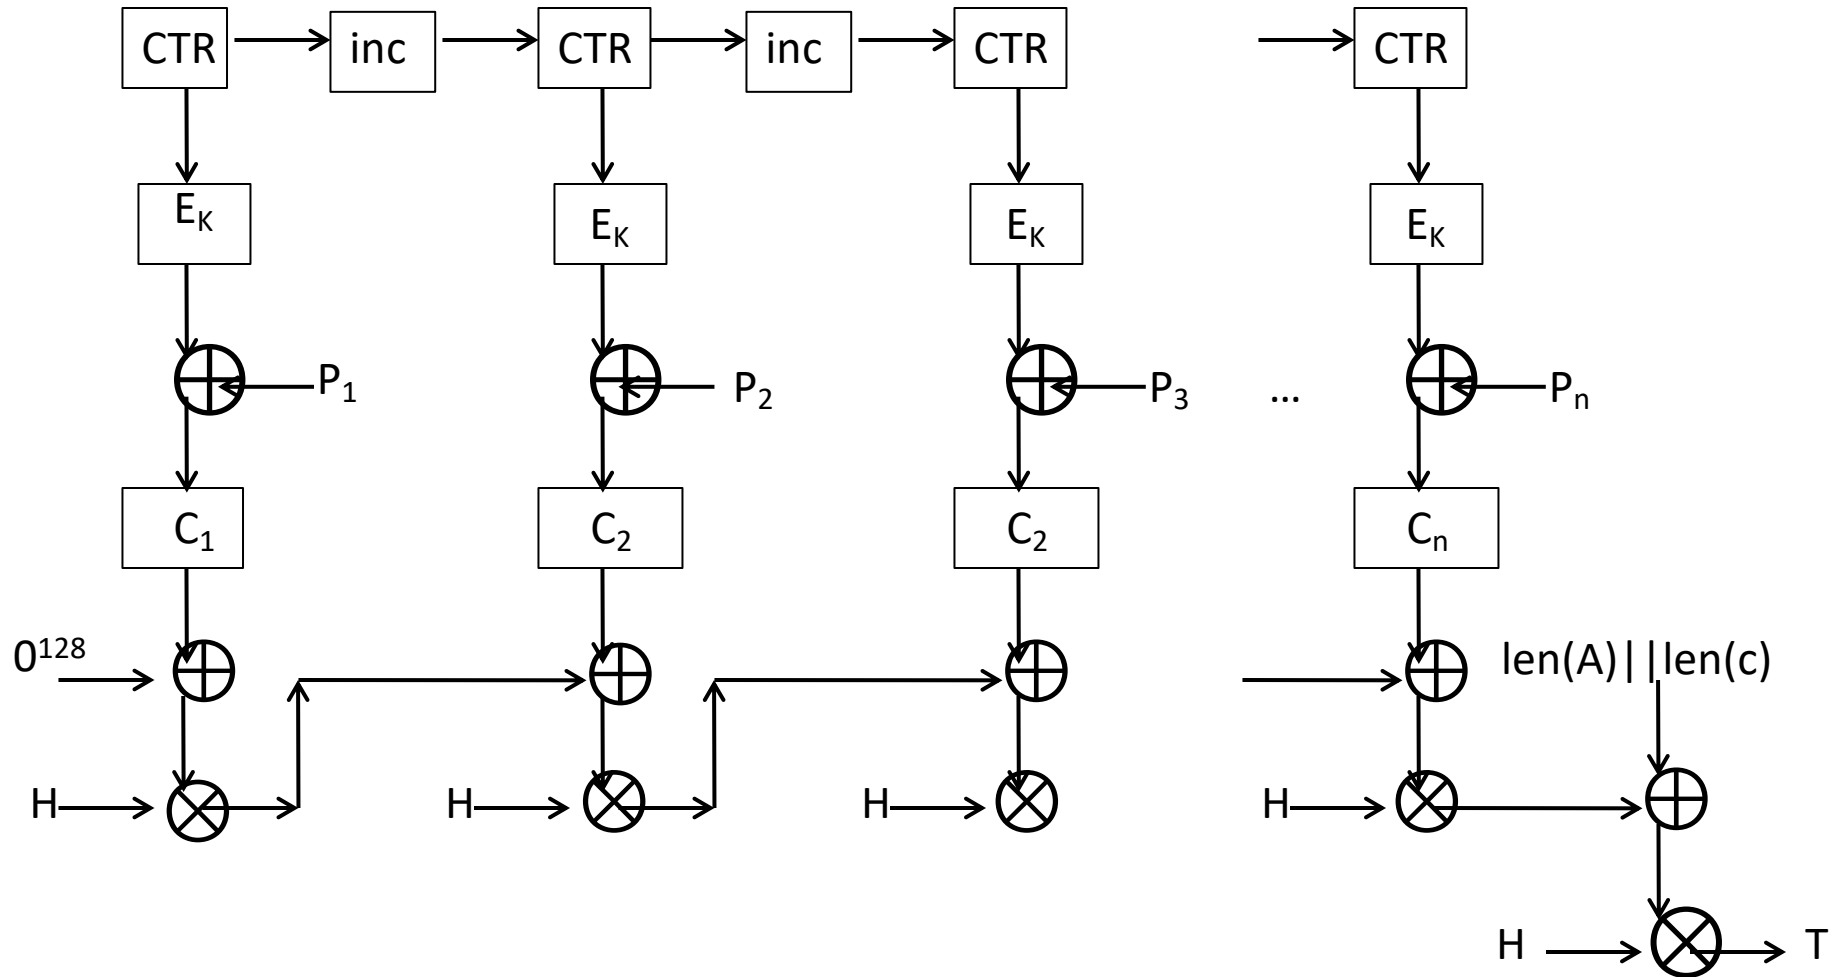 CTR inc CTR inc CTR CTR
E_K E_K E_K E_K
P_1 P_2 P_3 ... P_n
C_1 C_2 C_2 C_n
0^128 len(A)||len(c)
H H H H
H T